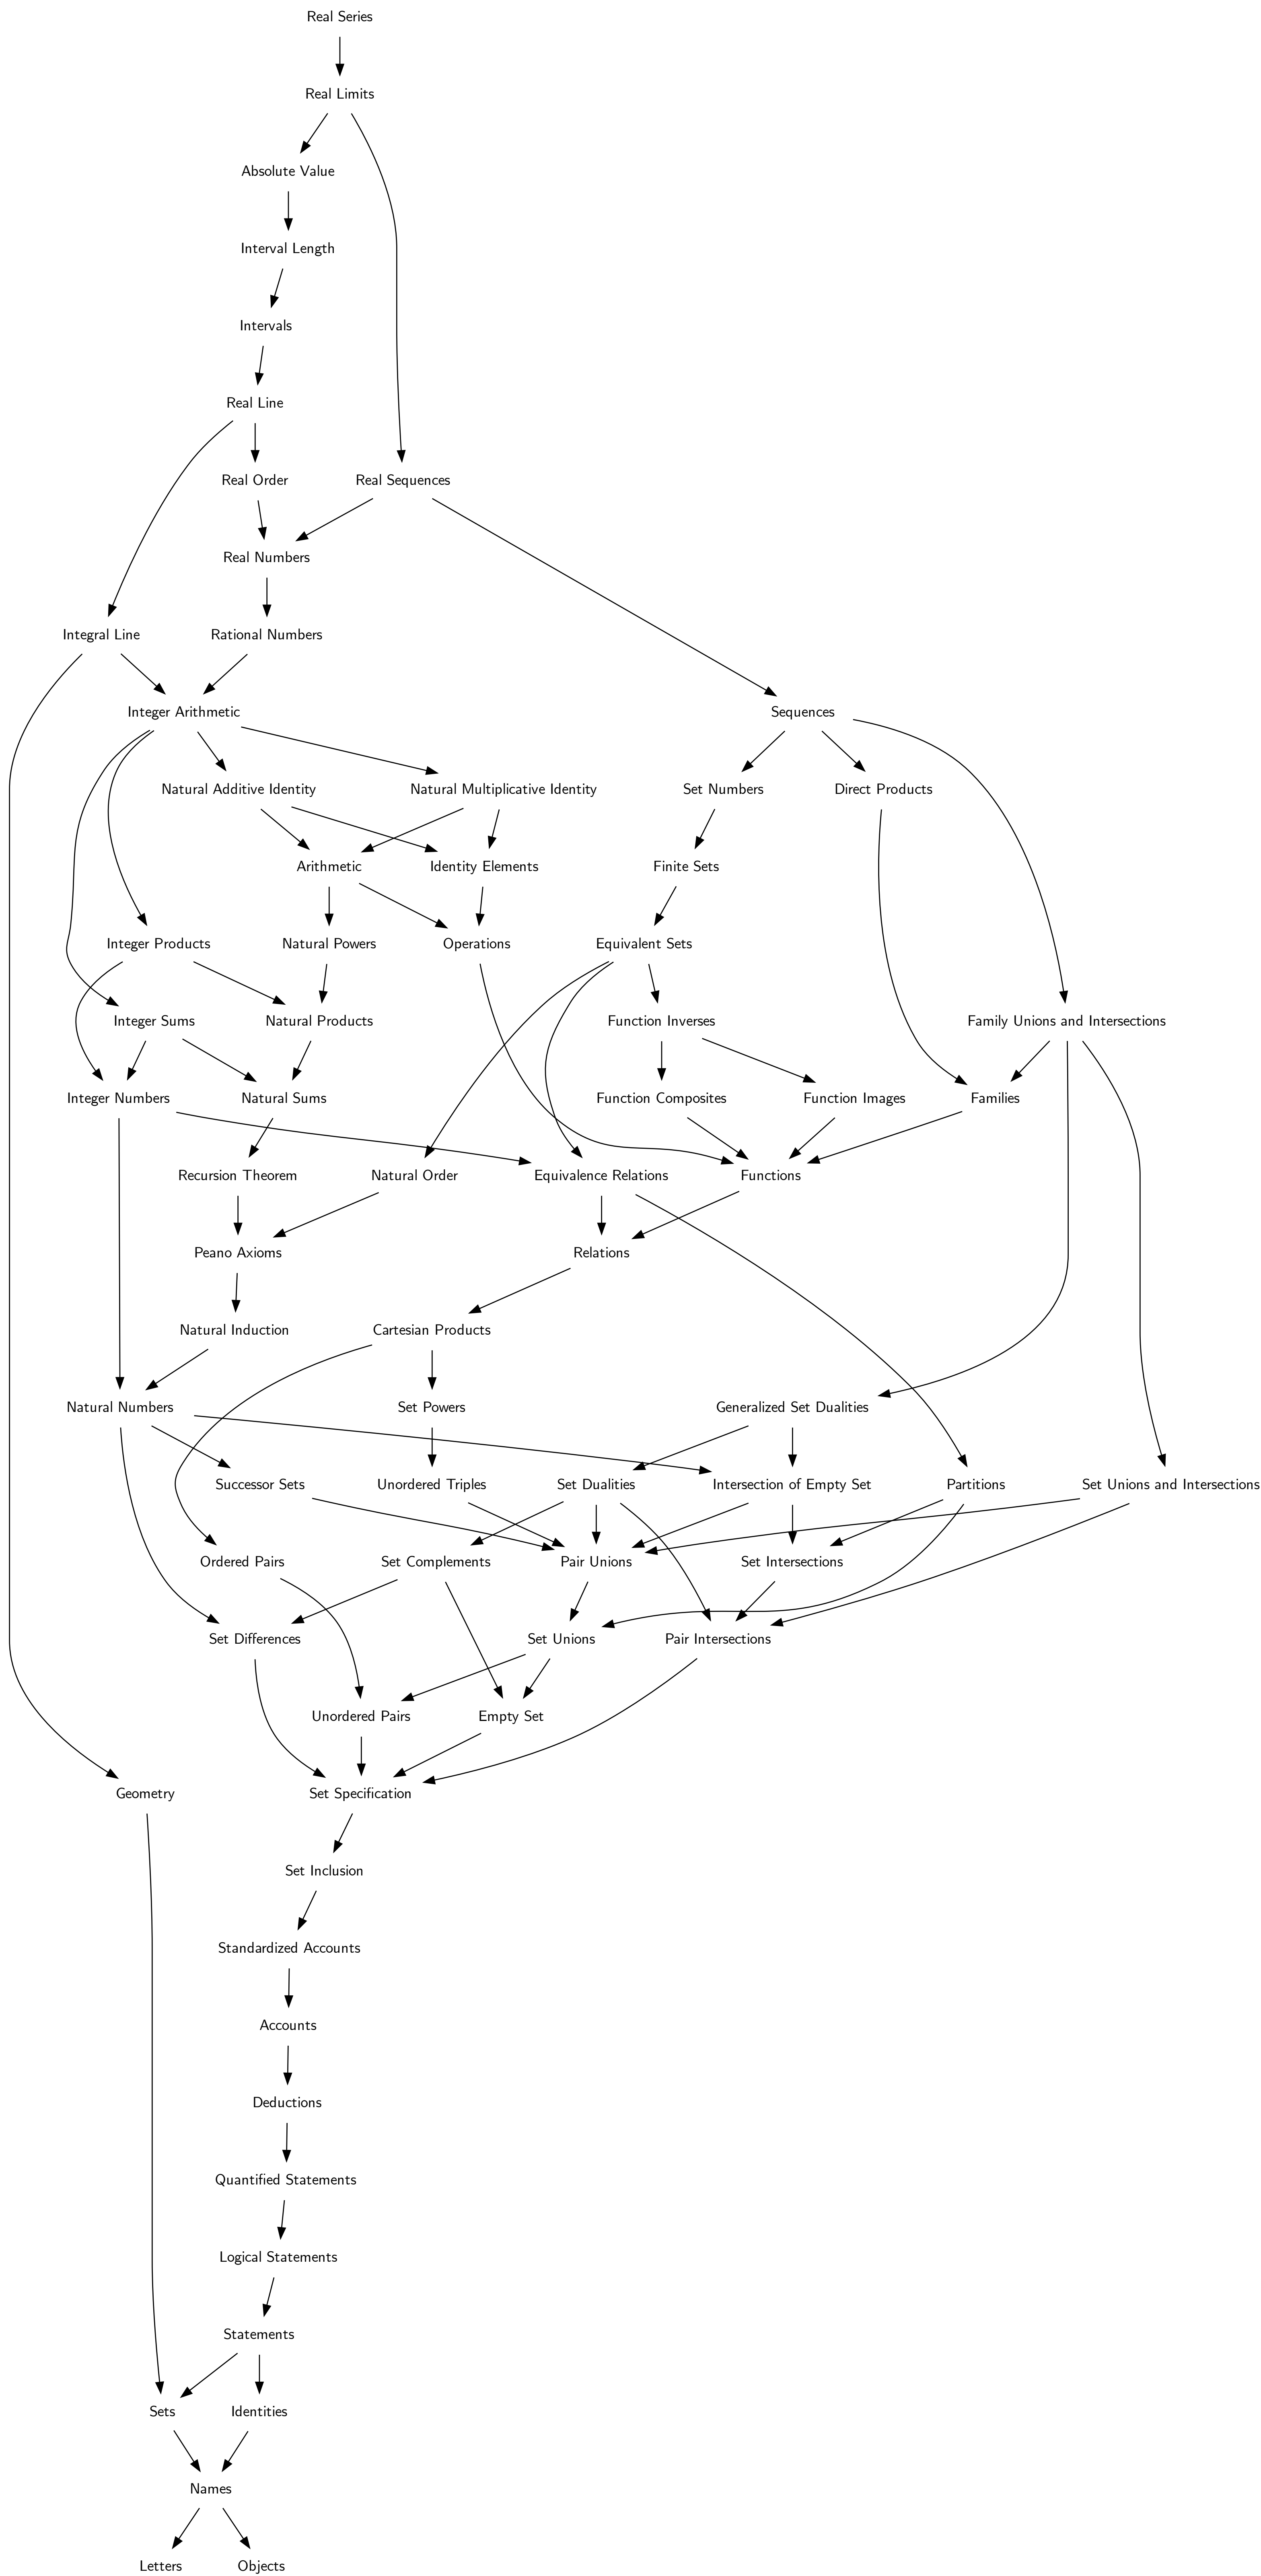 Real Series
Real Limits
Absolute Value
Interval Length
Intervals
Real Line
Real Order
Real Sequences
Real Numbers
Integral Line
Rational Numbers
Integer Arithmetic
Sequences
Natural Additive Identity
Natural Multiplicative Identity
Set Numbers
Direct Products
Arithmetic
Identity Elements
Finite Sets
Integer Products
Natural Powers
Operations
Equivalent Sets
Integer Sums
Natural Products
Function Inverses
Family Unions and Intersections
Integer Numbers
Natural Sums
Function Composites
Function Images
Families
Recursion Theorem
Natural Order
Equivalence Relations
Functions
Peano Axioms
Relations
Natural Induction
Cartesian Products
Natural Numbers
Set Powers
Generalized Set Dualities
Successor Sets
Unordered Triples
Set Dualities
Intersection of Empty Set
Partitions
Set Unions and Intersections
Ordered Pairs
Set Complements
Pair Unions
Set Intersections
Set Differences
Set Unions
Pair Intersections
Unordered Pairs
Empty Set
Geometry
Set Specification
Set Inclusion
Standardized Accounts
Accounts
Deductions
Quantified Statements
Logical Statements
Statements
Sets
Identities
Names
Letters
Objects